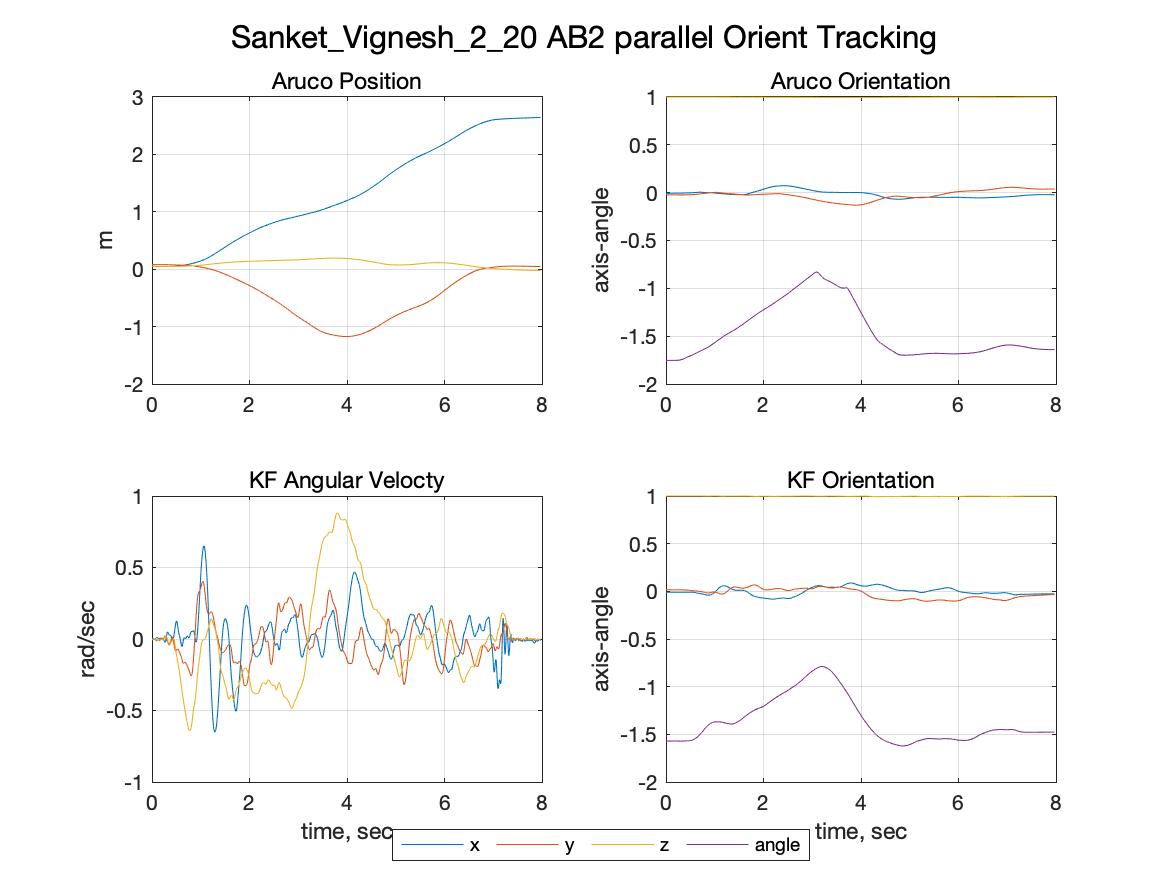 Sanket_Vignesh_2_20 AB2 parallel Orient Tracking
Aruco Position
3
2
1
0
-1
-2
m
0 2 4 6 8
Aruco Orientation
1
0.5
0
-0.5
-1
-1.5
-2
axis-angle
0 2 4 6 8
KF Angular Velocty
1
0.5
0
-0.5
-1
rad/sec
0 2 4 6 8
time, sec
KF Orientation
1
0.5
0
-0.5
-1
-1.5
-2
axis-angle
0 2 4 6 8
time, sec
x y z angle